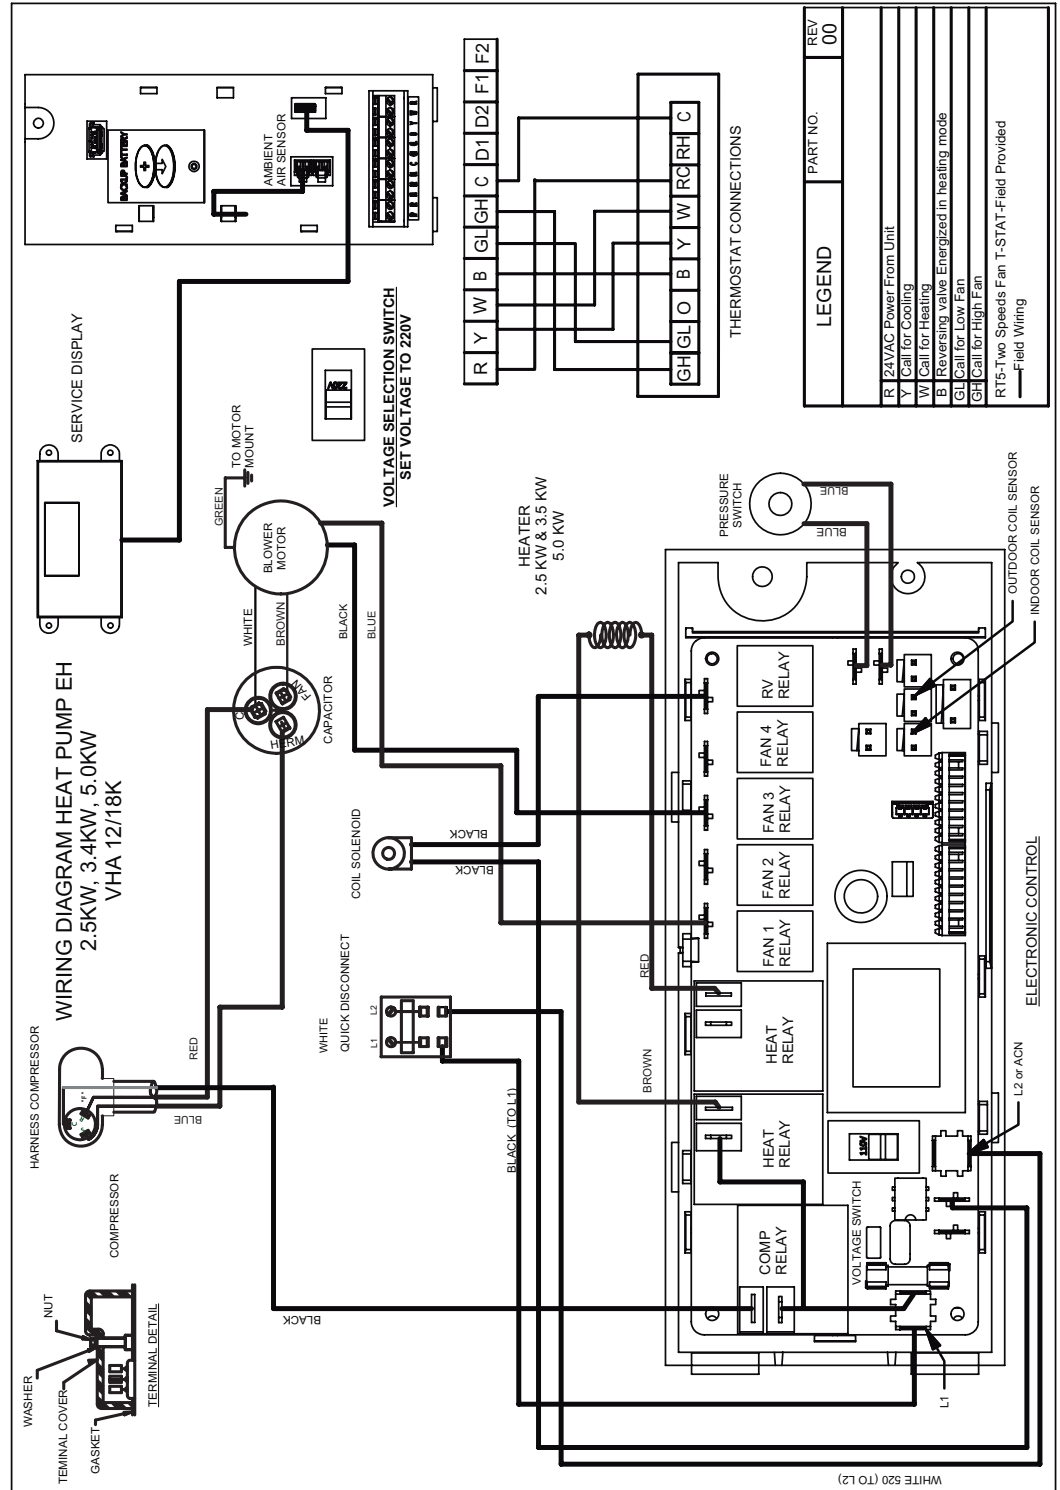 WIRING DIAGRAM HEAT PUMP EH
2.5KW, 3.4KW, 5.0KW
VHA 12/18K
WASHER
NUT
TEMINAL COVER
GASKET
TERMINAL DETAIL
COMPRESSOR
HARNESS COMPRESSOR
RED
BLUE
BLACK
C
FAN
HERM
CAPACITOR
WHITE
BROWN
BLOWER
MOTOR
GREEN
TO MOTOR
MOUNT
BLACK
BLUE
SERVICE DISPLAY
BACKUP BATTERY
AMBIENT
AIR SENSOR
220V
VOLTAGE SELECTION SWITCH
SET VOLTAGE TO 220V
COIL SOLENOID
BLACK
BLACK
WHITE
QUICK DISCONNECT
L1
L2
BLACK (TO L1)
WHITE 520 (TO L2)
HEATER
2.5 KW & 3.5 KW
5.0 KW
BROWN
RED
R Y W B GL GH C D1 D2 F1 F2
GH GL O B Y W RC RH C
THERMOSTAT CONNECTIONS
COMP
RELAY
HEAT
RELAY
HEAT
RELAY
FAN 1
RELAY
FAN 2
RELAY
FAN 3
RELAY
FAN 4
RELAY
RV
RELAY
VOLTAGE SWITCH
110V
L1
L2 or ACN
ELECTRONIC CONTROL
PRESSURE
SWITCH
BLUE
BLUE
OUTDOOR COIL SENSOR
INDOOR COIL SENSOR
LEGEND
PART NO.
REV
00
R 24VAC Power From Unit
Y Call for Cooling
W Call for Heating
B Reversing valve Energized in heating mode
GL Call for Low Fan
GH Call for High Fan
RT5-Two Speeds Fan T-STAT-Field Provided
Field Wiring